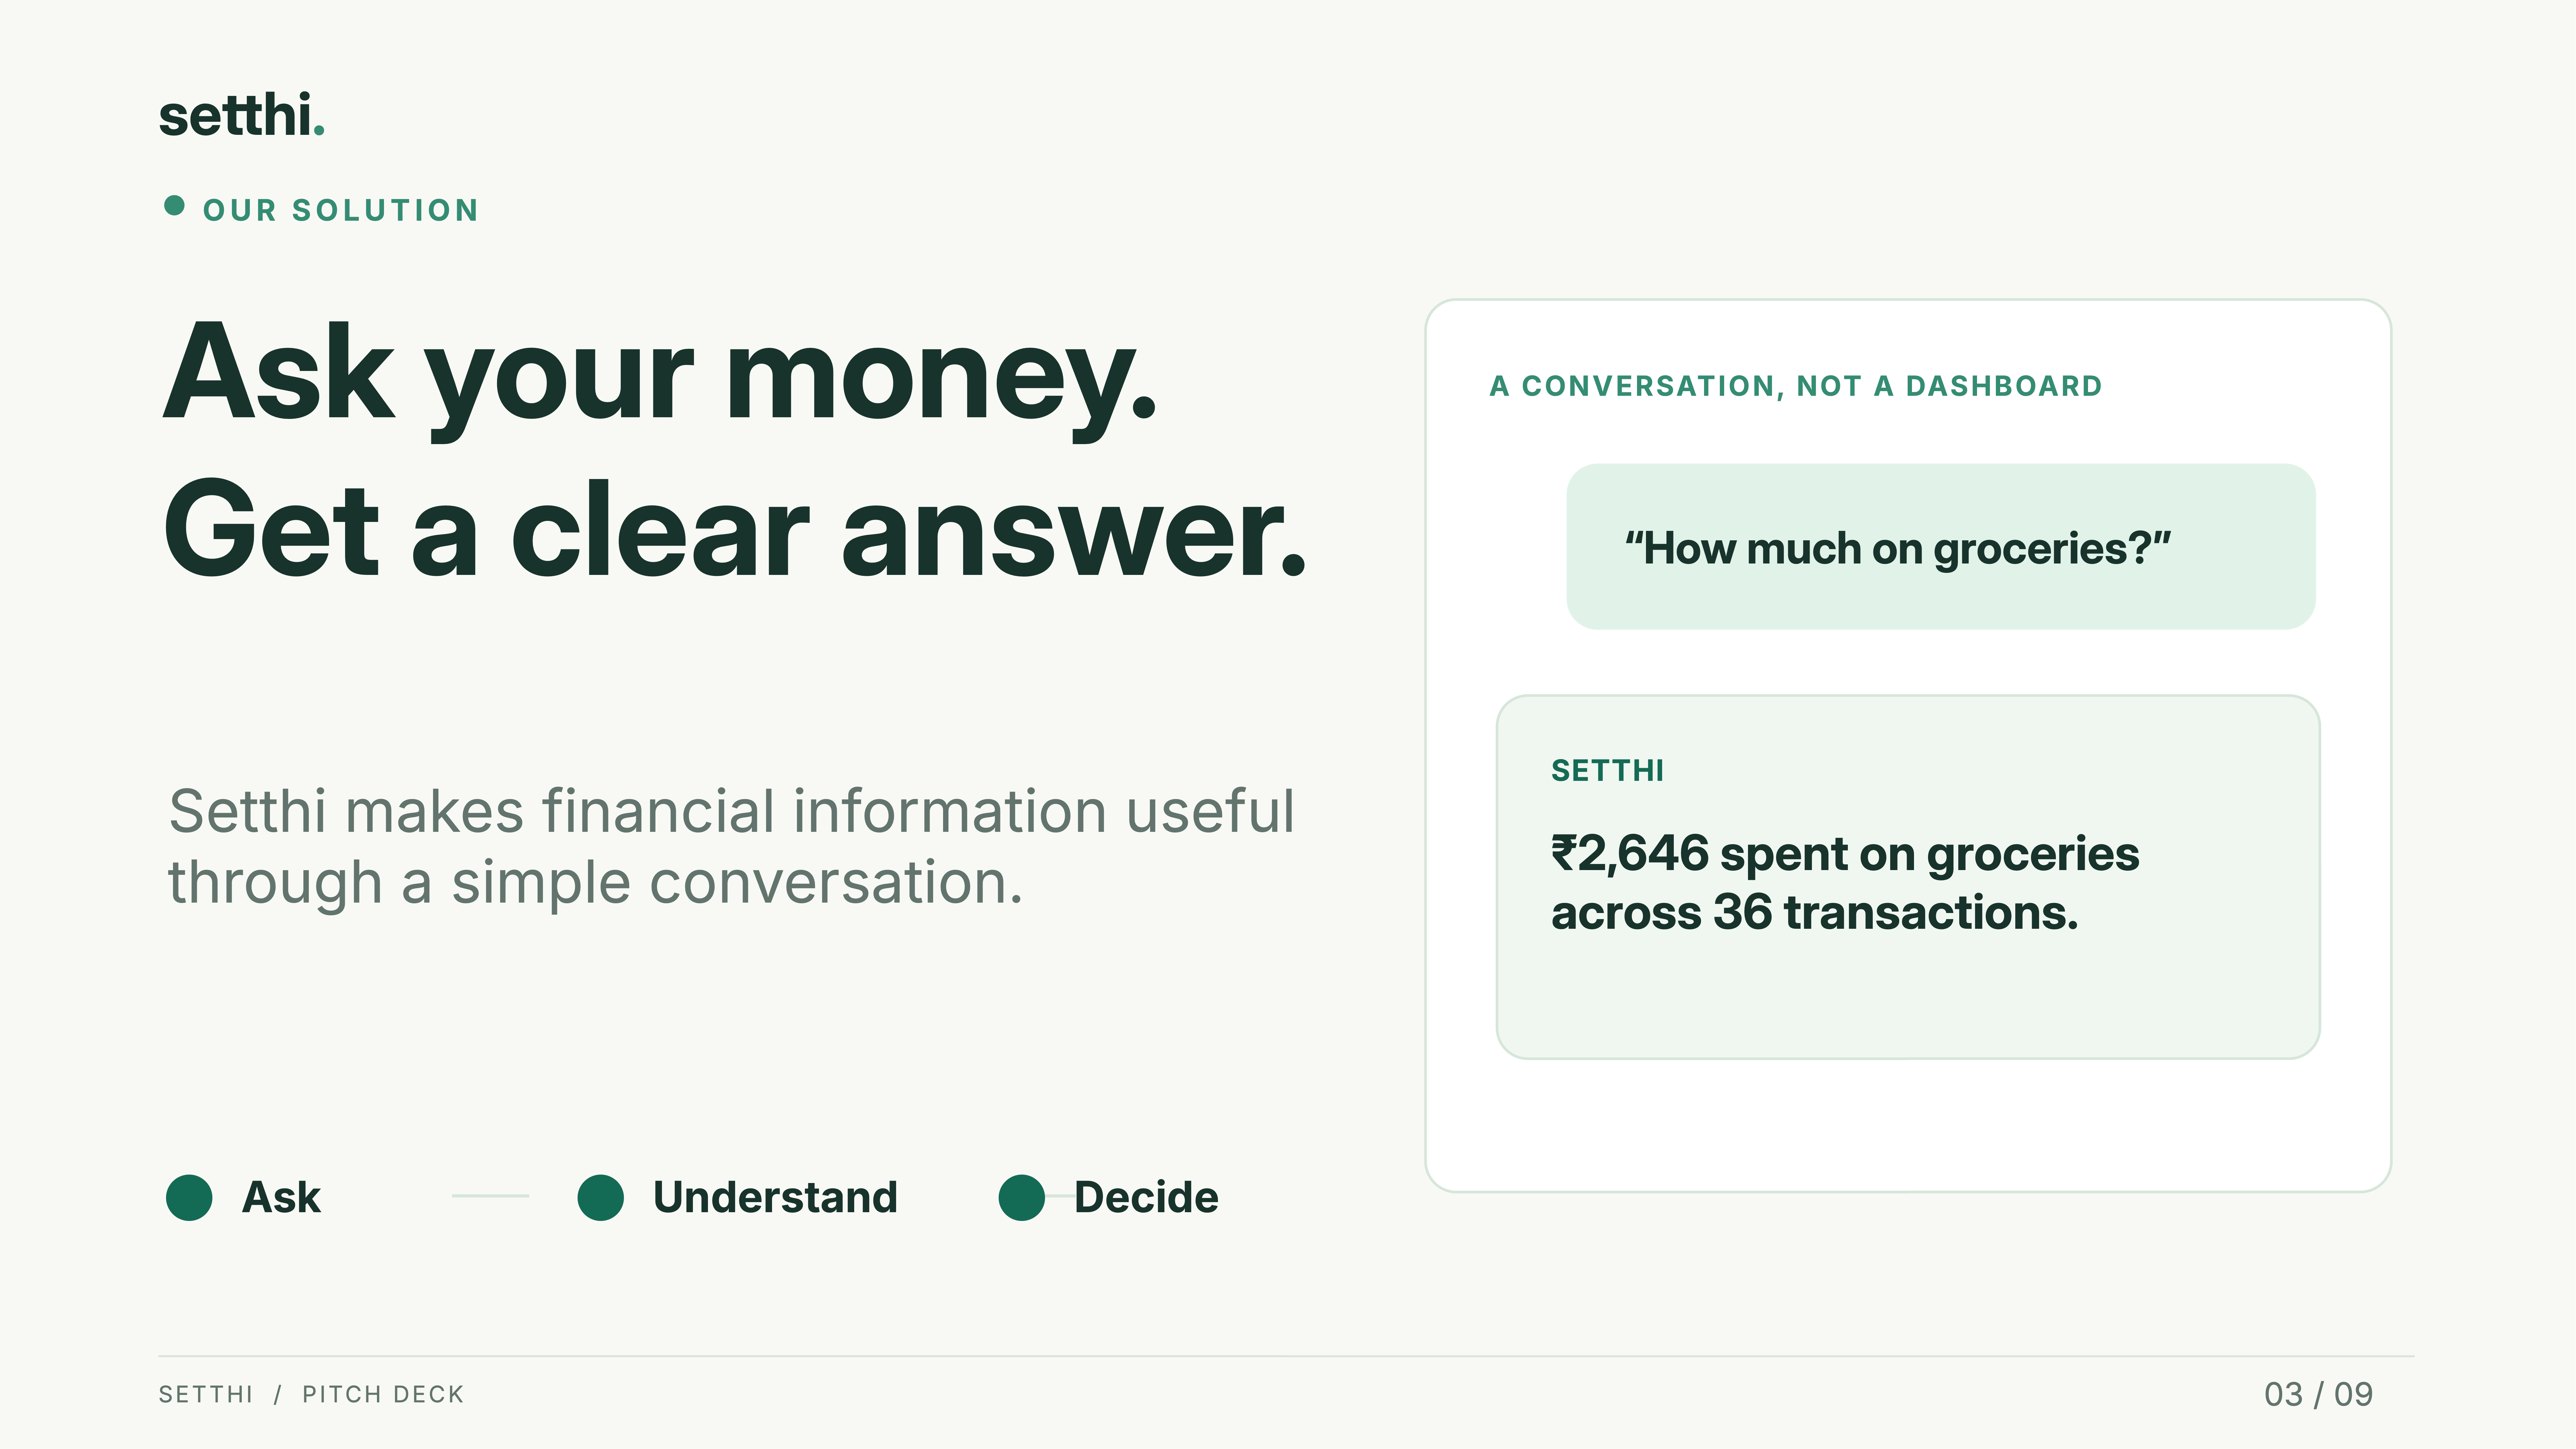 setthi.
OUR SOLUTION
Ask your money.
Get a clear answer.
Setthi makes financial information useful
through a simple conversation.
Ask
Understand
Decide
A CONVERSATION, NOT A DASHBOARD
“How much on groceries?”
SETTHI
₹2,646 spent on groceries
across 36 transactions.
SETTHI / PITCH DECK
03 / 09